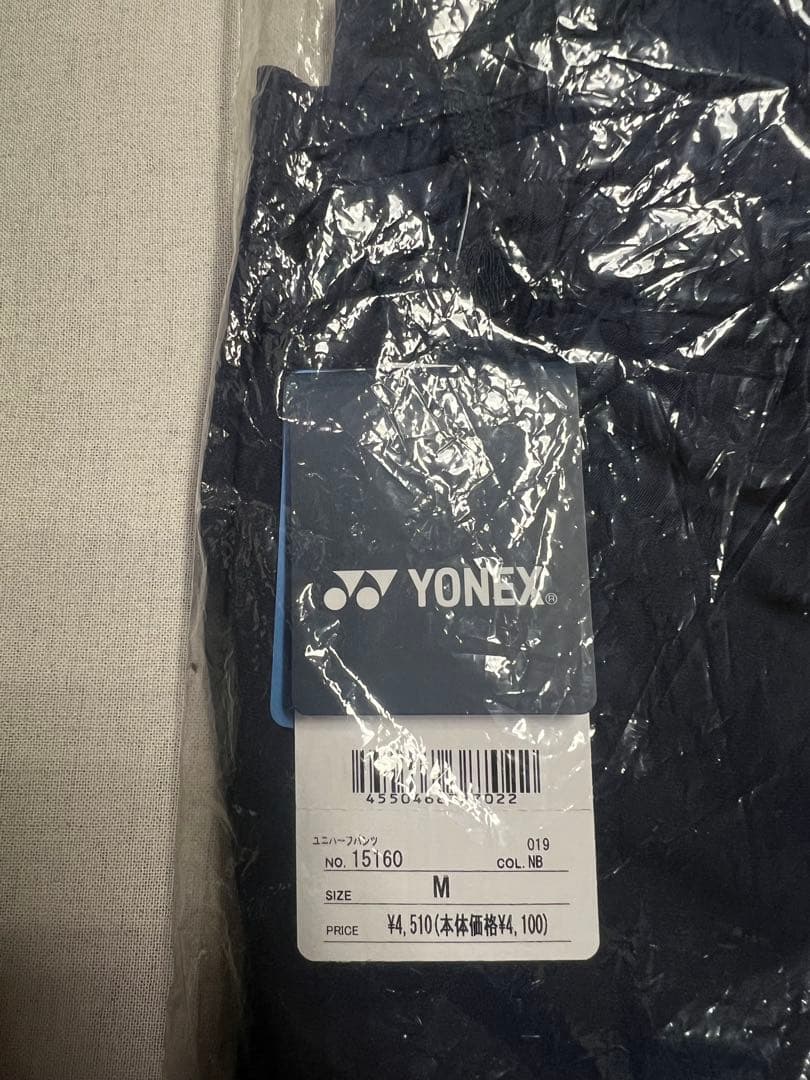 YONEX®
ユニハーフパンツ
019
NO. 15160
COL. NB
SIZE
M
PRICE
¥4,510(本体価格¥4,100)